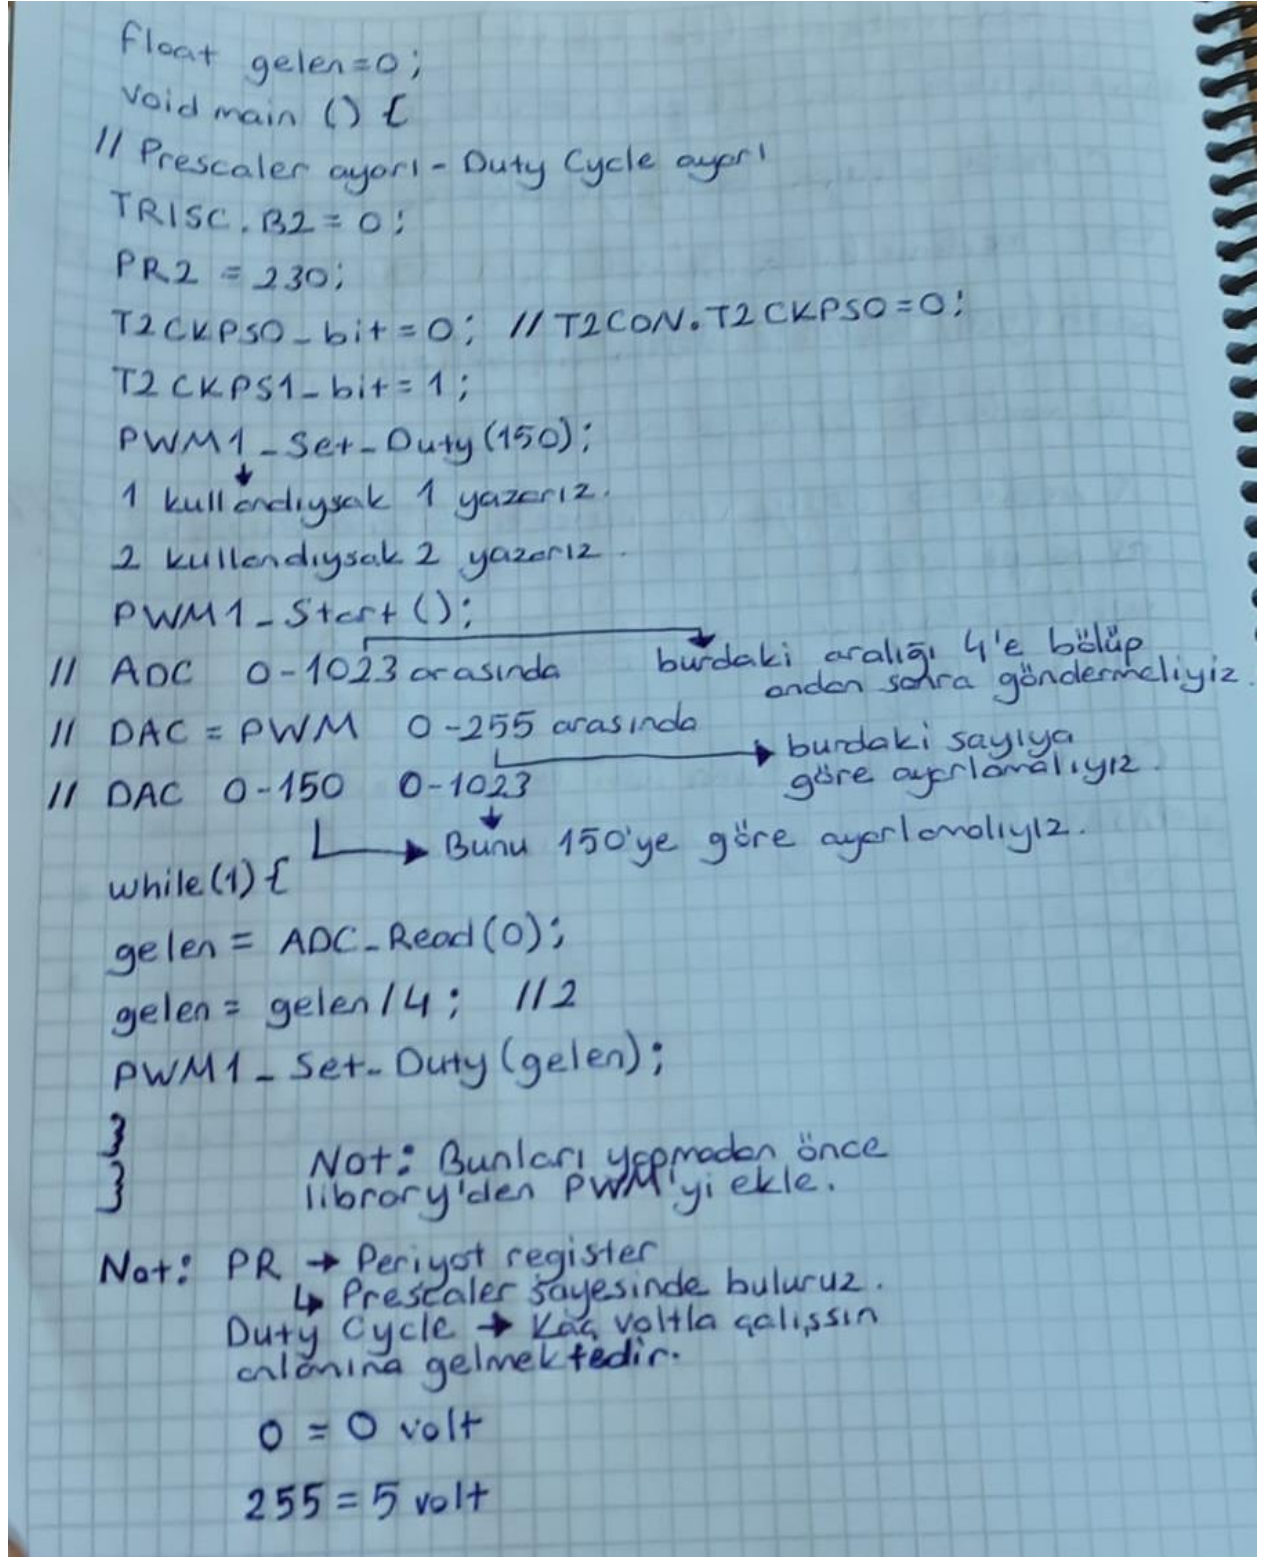 float gelen=0;
void main () {
// Prescaler ayarı - Duty Cycle ayarı
TRISC.B2=0;
PR2 = 230;
T2CKPS0_bit=0; // T2CON.T2CKPS0=0;
T2CKPS1_bit=1;
PWM1_Set_Duty(150);
1 kullandıysak 1 yazarız.
2 kullandıysak 2 yazarız.
PWM1_Start();
// ADC 0-1023 arasında burdaki aralığı 4'e bölüp
ondan sonra göndermeliyiz.
// DAC = PWM 0-255 arasında burdaki sayıya
göre ayarlamalıyız.
// DAC 0-150 0-1023
Bunu 150'ye göre ayarlamalıyız.
while(1){
gelen = ADC_Read(0);
gelen = gelen/4; //2
PWM1_Set_Duty(gelen);
}
} Not: Bunları yapmadan önce
library'den PWM'yi ekle.
Not: PR → Periyot register
↳ Prescaler sayesinde buluruz.
Duty Cycle → Kaç voltla çalışsın
anlamına gelmektedir.
0 = 0 volt
255 = 5 volt